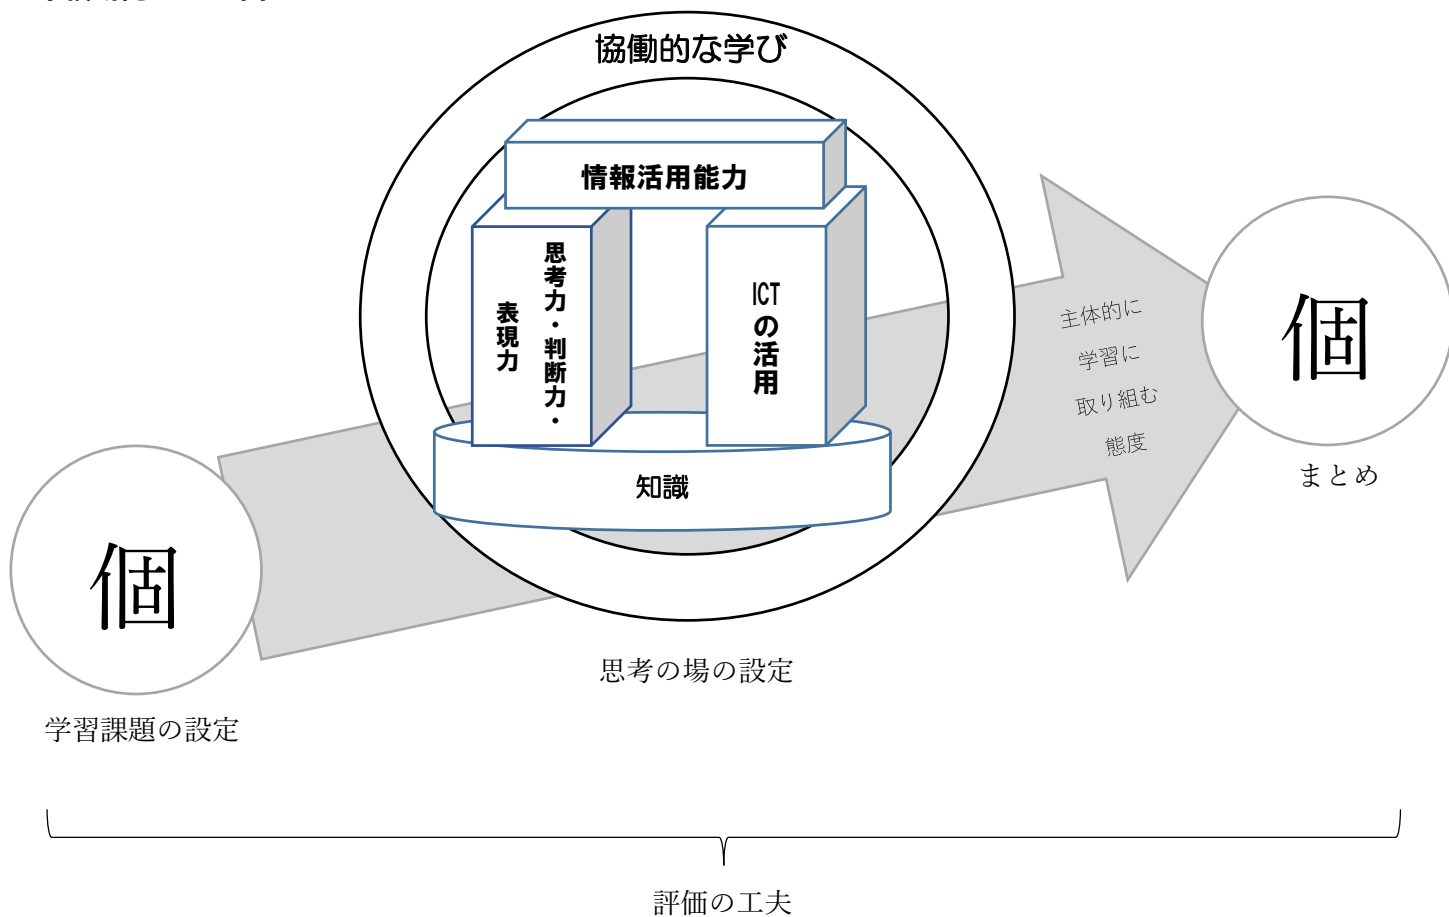 協働的な学び
情報活用能力
思考力・判断力・
表現力
ICTの活用
知識
主体的に
学習に
取り組む
態度
個
まとめ
個
思考の場の設定
学習課題の設定
評価の工夫